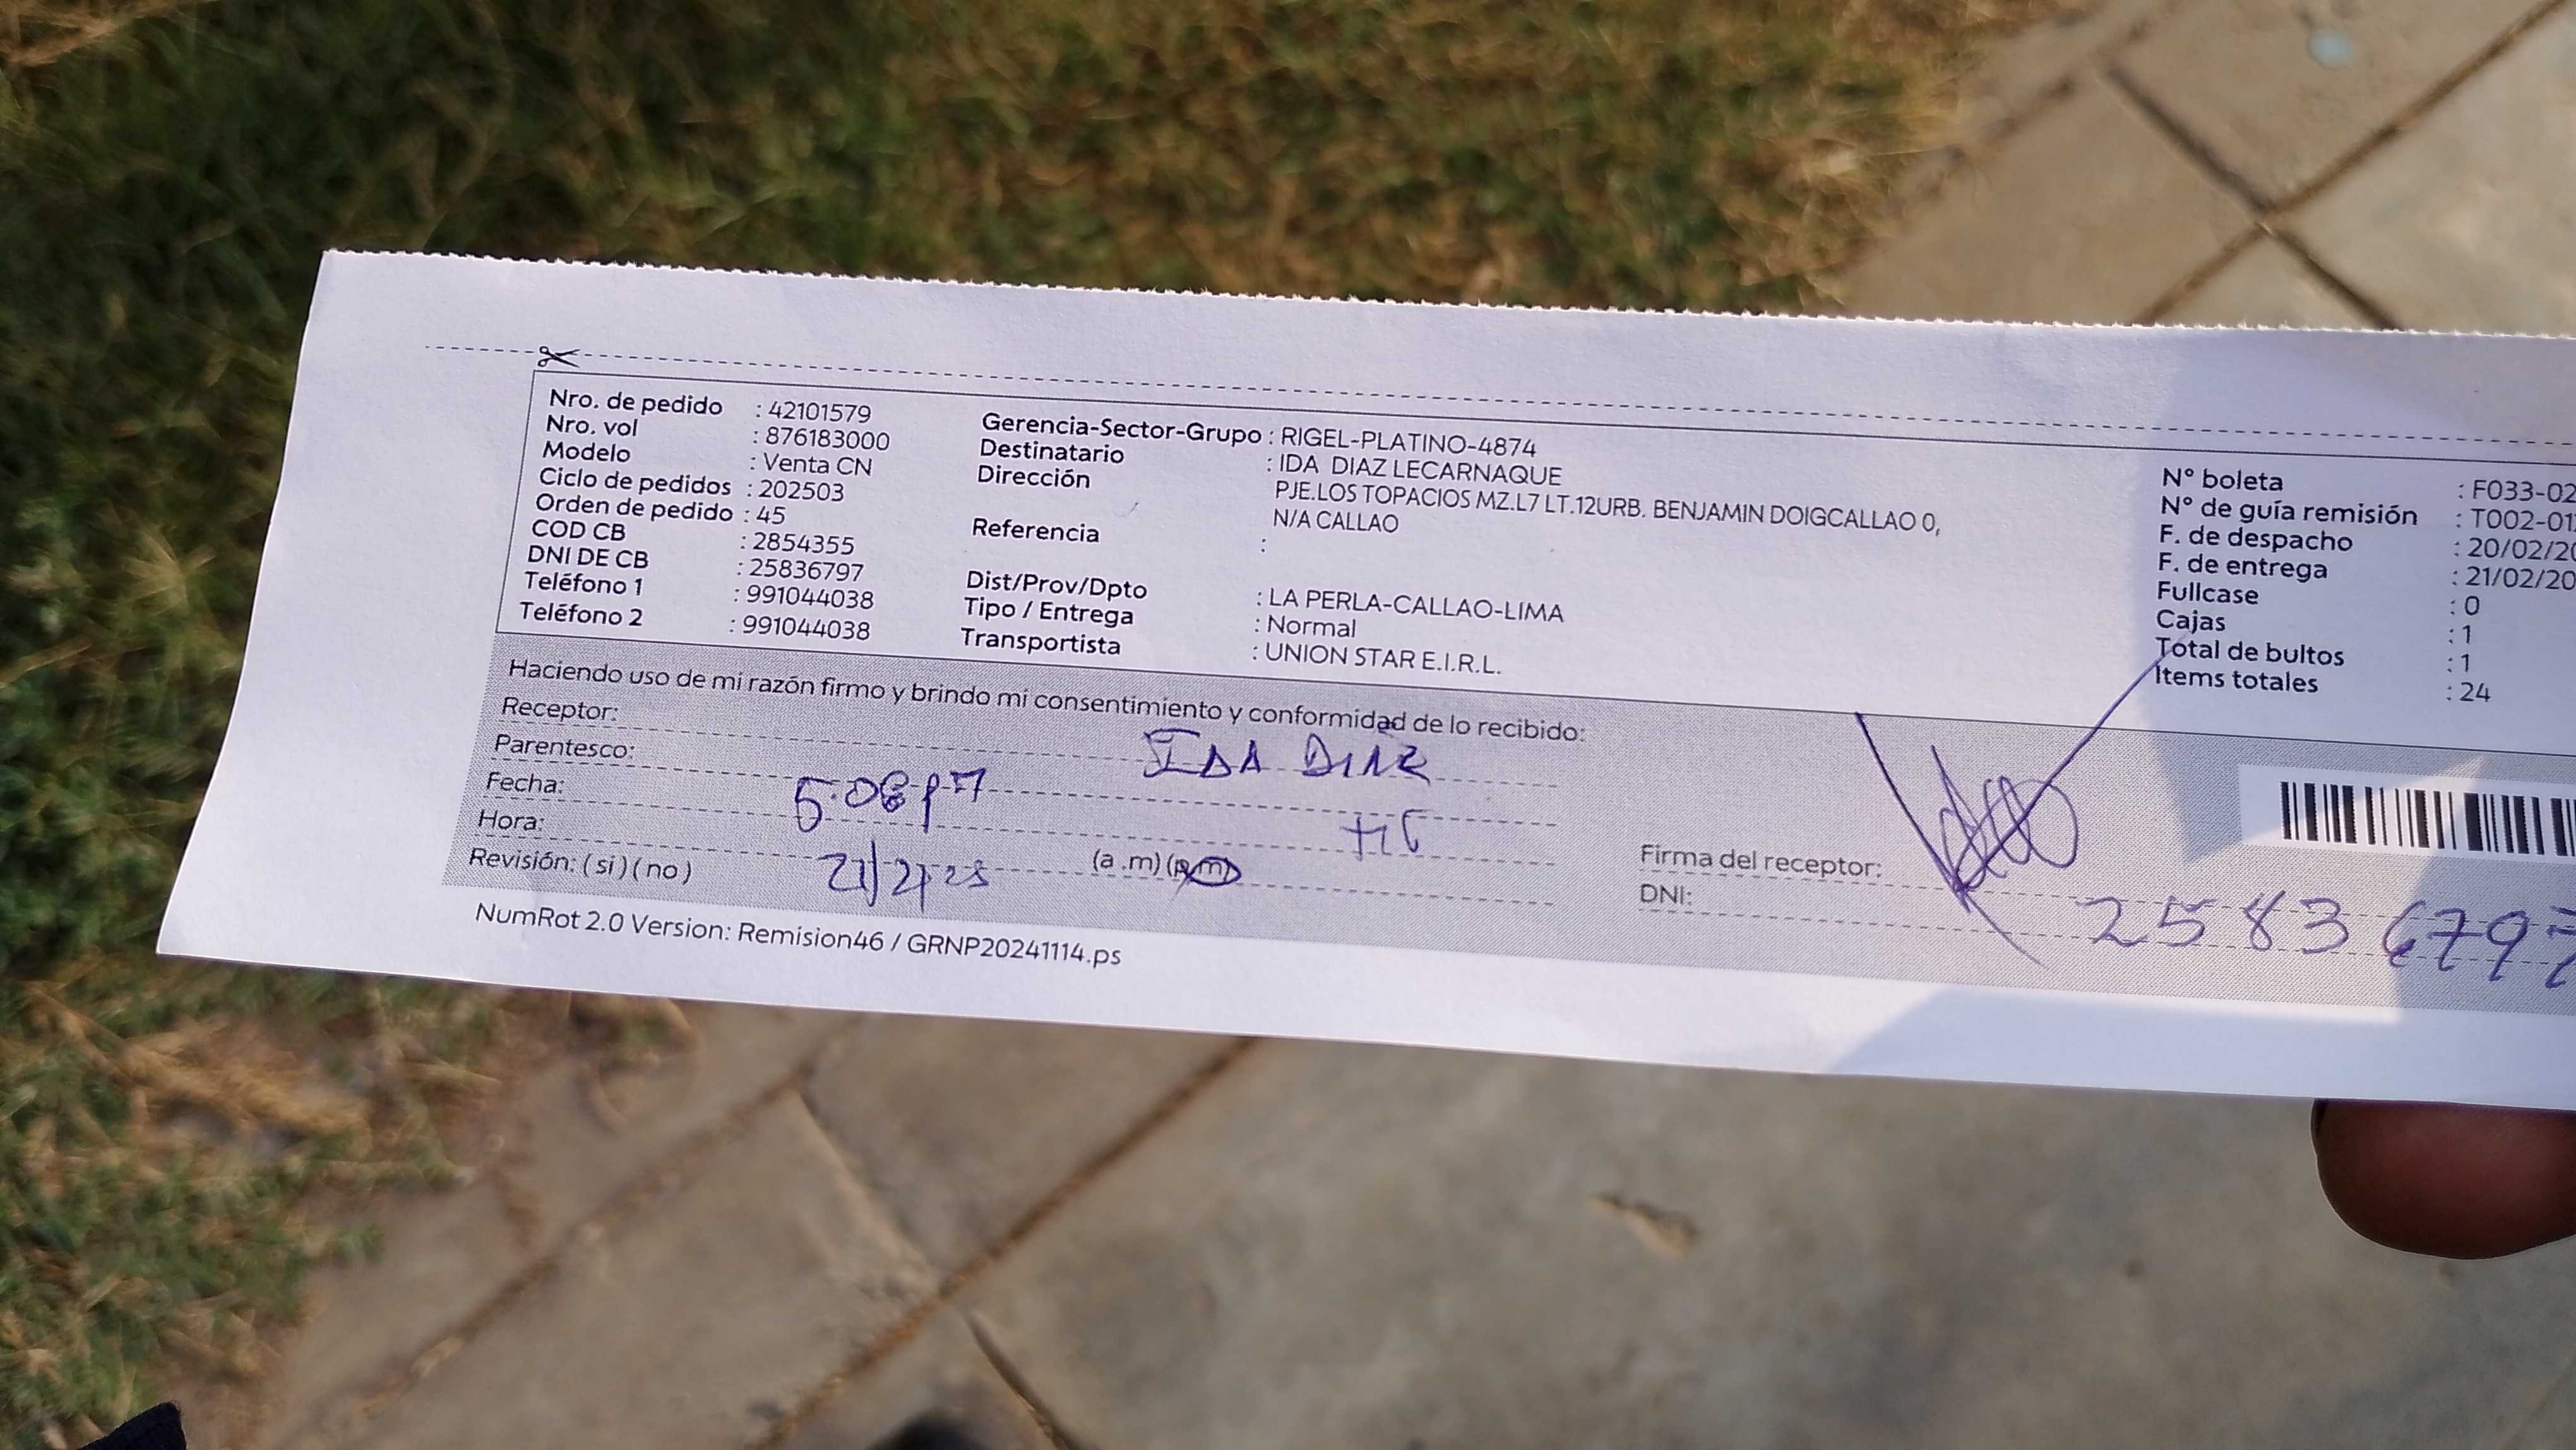 Nro. de pedido : 42101579
Nro. vol : 876183000
Modelo : Venta CN
Ciclo de pedidos : 202503
Orden de pedido : 45
COD CB : 2854355
DNI DE CB : 25836797
Teléfono 1 : 991044038
Teléfono 2 : 991044038
Gerencia-Sector-Grupo : RIGEL-PLATINO-4874
Destinatario : IDA DIAZ LECARNAQUE
Dirección PJE.LOS TOPACIOS MZ.L7 LT.12URB. BENJAMIN DOIGCALLAO 0,
N/A CALLAO
Referencia :
Dist/Prov/Dpto : LA PERLA-CALLAO-LIMA
Tipo / Entrega : Normal
Transportista : UNION STAR E.I.R.L.
N° boleta : F033-02
N° de guía remisión : T002-01
F. de despacho : 20/02/20
F. de entrega : 21/02/20
Fullcase : 0
Cajas : 1
Total de bultos : 1
Items totales : 24
Haciendo uso de mi razón firmo y brindo mi consentimiento y conformidad de lo recibido:
Receptor: IDA DIAZ
Parentesco:
Fecha:
Hora: 21/2/25 (a .m) (p.m)
Revisión: ( si ) ( no )
Firma del receptor:
DNI: 25836797
NumRot 2.0 Version: Remision46 / GRNP20241114.ps